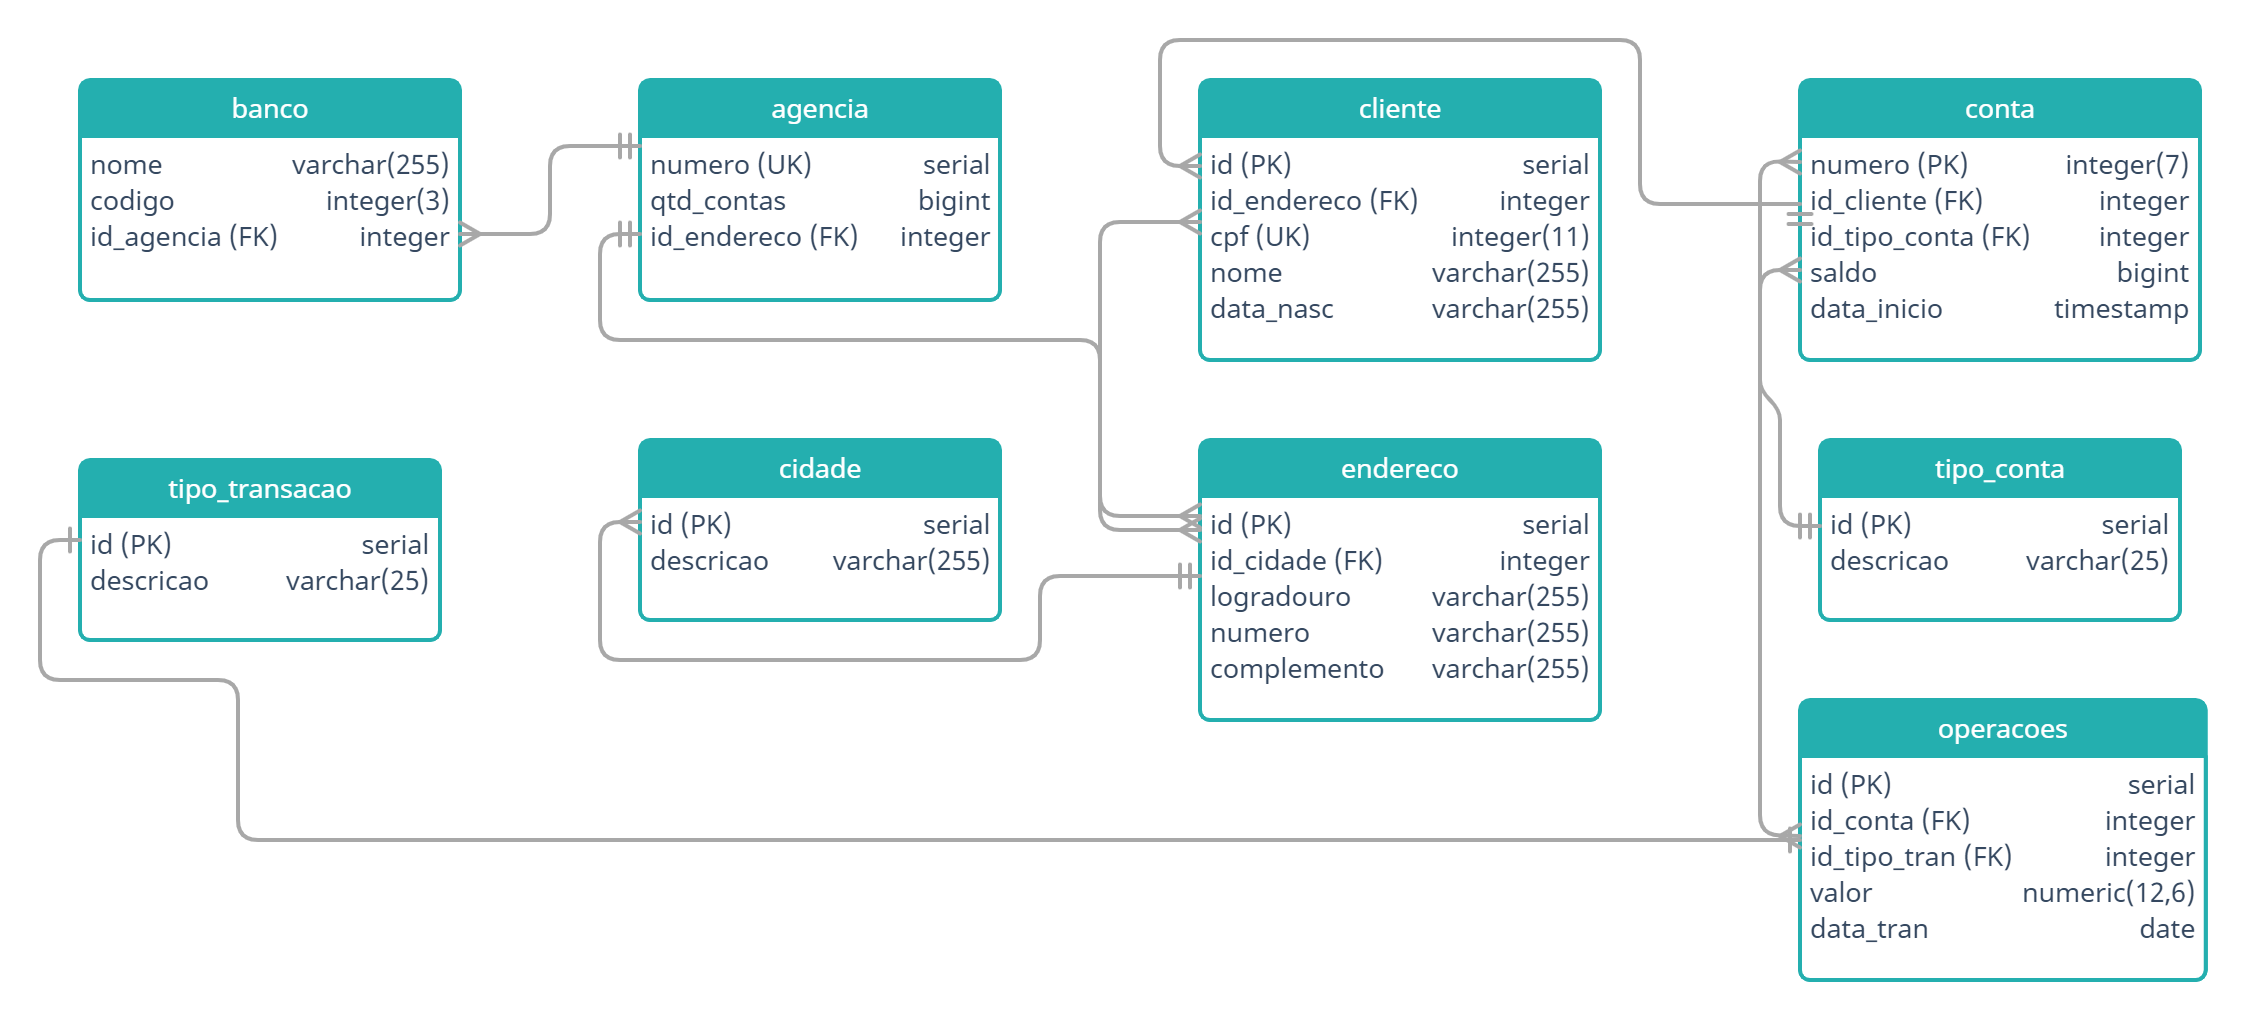 banco
nome varchar(255)
codigo integer(3)
id_agencia (FK) integer
agencia
numero (UK) serial
qtd_contas bigint
id_endereco (FK) integer
cliente
id (PK) serial
id_endereco (FK) integer
cpf (UK) integer(11)
nome varchar(255)
data_nasc varchar(255)
conta
numero (PK) integer(7)
id_cliente (FK) integer
id_tipo_conta (FK) integer
saldo bigint
data_inicio timestamp
tipo_transacao
id (PK) serial
descricao varchar(25)
cidade
id (PK) serial
descricao varchar(255)
endereco
id (PK) serial
id_cidade (FK) integer
logradouro varchar(255)
numero varchar(255)
complemento varchar(255)
tipo_conta
id (PK) serial
descricao varchar(25)
operacoes
id (PK) serial
id_conta (FK) integer
id_tipo_tran (FK) integer
valor numeric(12,6)
data_tran date